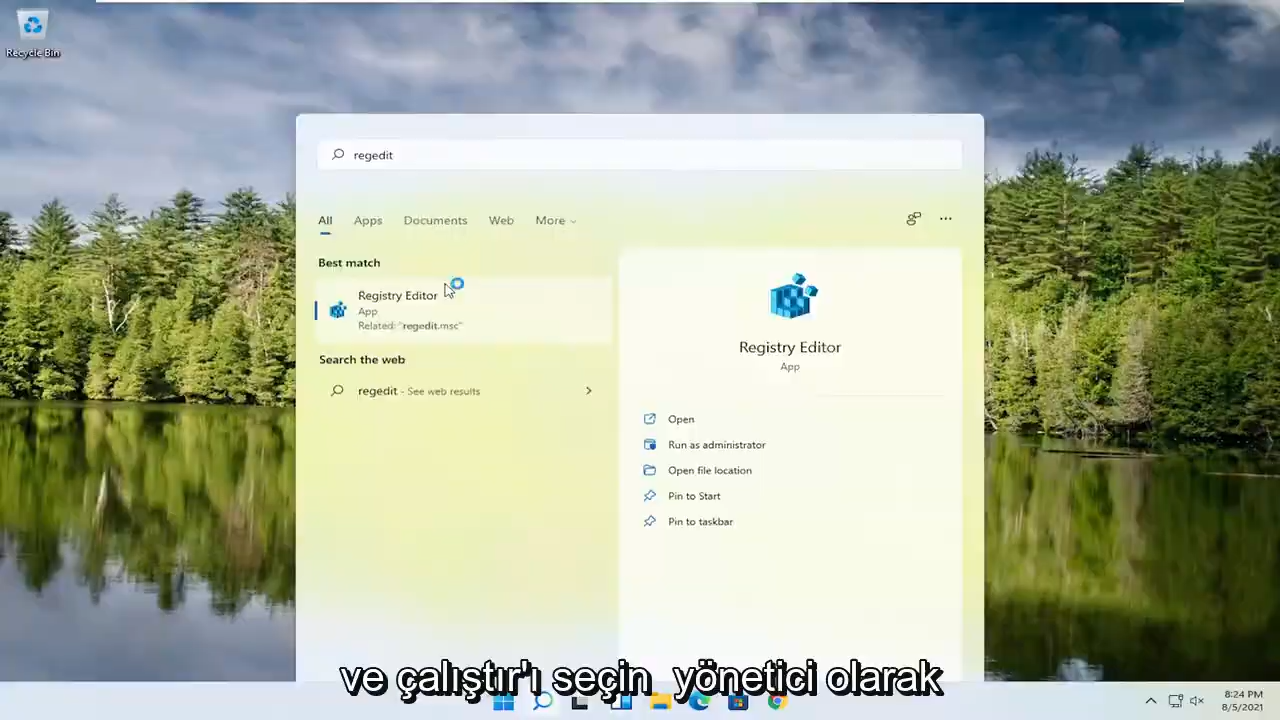 Recycle Bin
regedit
All Apps Documents Web More
Best match
Registry Editor
App
Related: "regedit.msc"
Search the web
regedit - See web results
Registry Editor
App
Open
Run as administrator
Open file location
Pin to Start
Pin to taskbar
ve çalıştır'ı seçin yönetici olarak
8:24 PM
8/5/2021